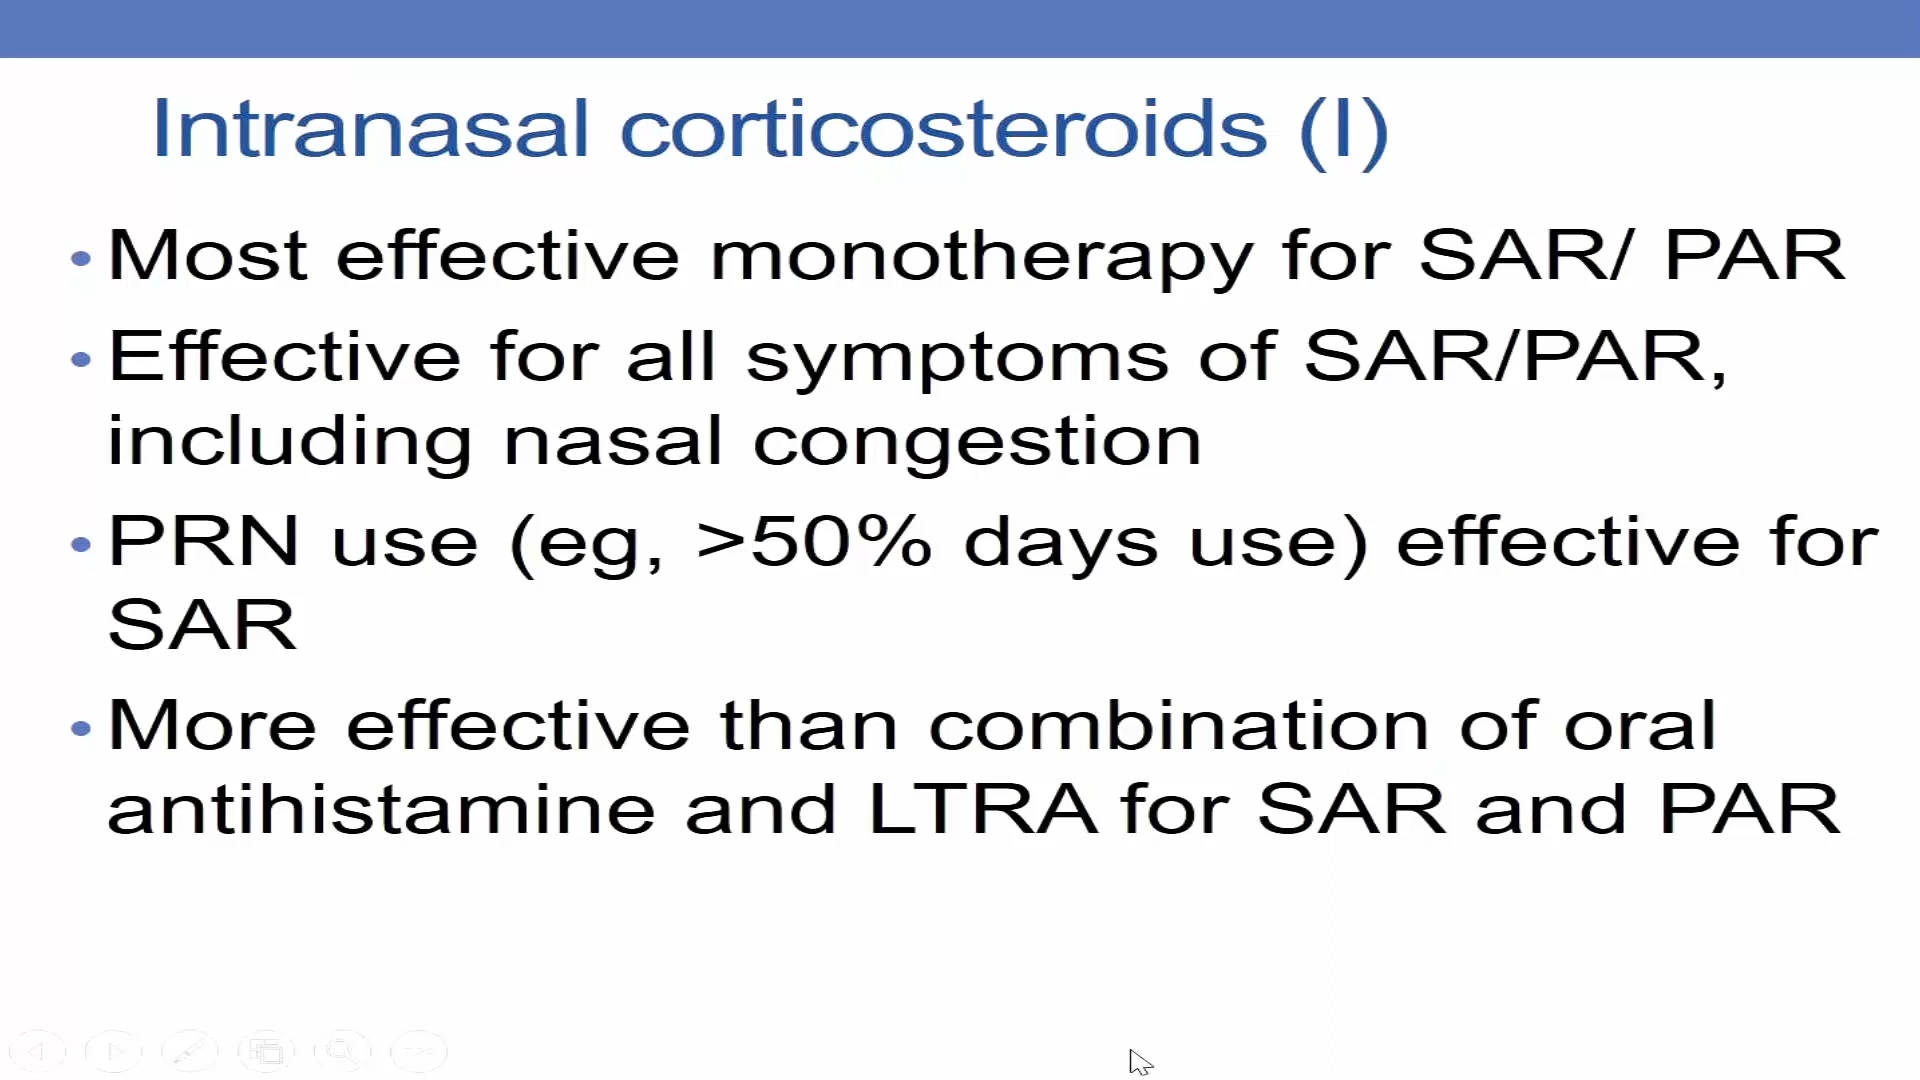 Intranasal corticosteroids (I)
• Most effective monotherapy for SAR/ PAR
• Effective for all symptoms of SAR/PAR,
including nasal congestion
• PRN use (eg, >50% days use) effective for
SAR
• More effective than combination of oral
antihistamine and LTRA for SAR and PAR